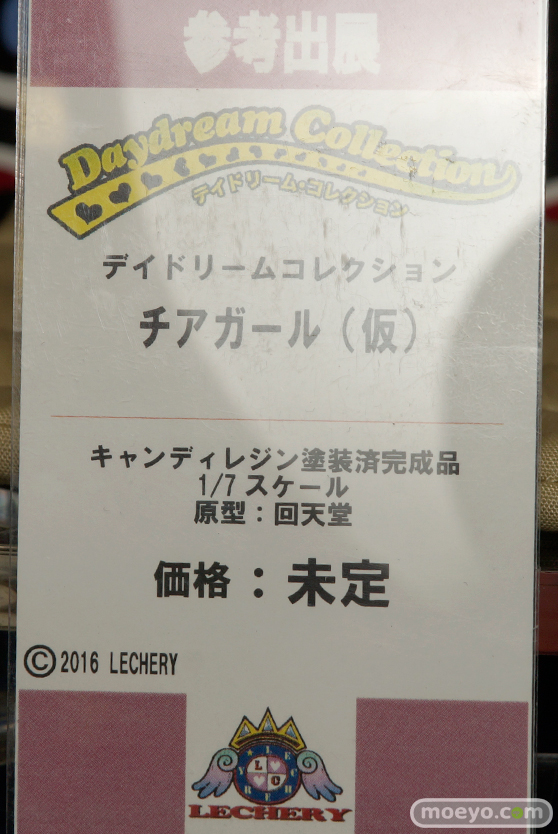 参考出展
Daydream Collection
デイドリーム・コレクション
デイドリームコレクション
チアガール（仮）
キャンディレジン塗装済完成品
1/7スケール
原型：回天堂
価格：未定
©2016 LECHERY
LECHERY
moeyo.com